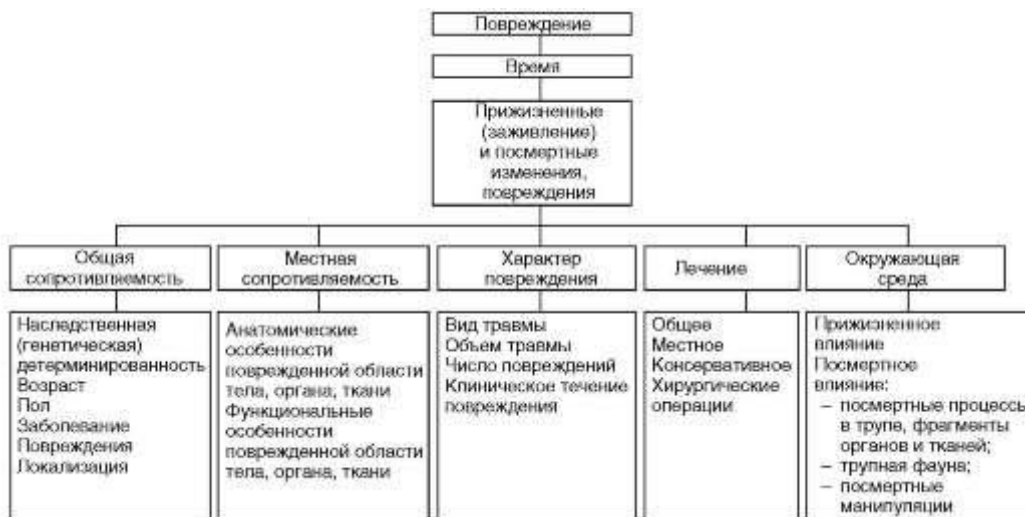 Повреждение
Время
Прижизненные
(заживление)
и посмертные
изменения,
повреждения
Общая
сопротивляемость
Местная
сопротивляемость
Характер
повреждения
Лечение
Окружающая
среда
Наследственная
(генетическая)
детерминированность
Возраст
Пол
Заболевание
Повреждения
Локализация
Анатомические
особенности
поврежденной области
тела, органа, ткани
Функциональные
особенности
поврежденной области
тела, органа, ткани
Вид травмы
Объем травмы
Число повреждений
Клиническое течение
повреждения
Общее
Местное
Консервативное
Хирургические
операции
Прижизненное
влияние
Посмертное
влияние:
– посмертные процессы
в трупе, фрагменты
органов и тканей;
– трупная фауна;
– посмертные
манипуляции